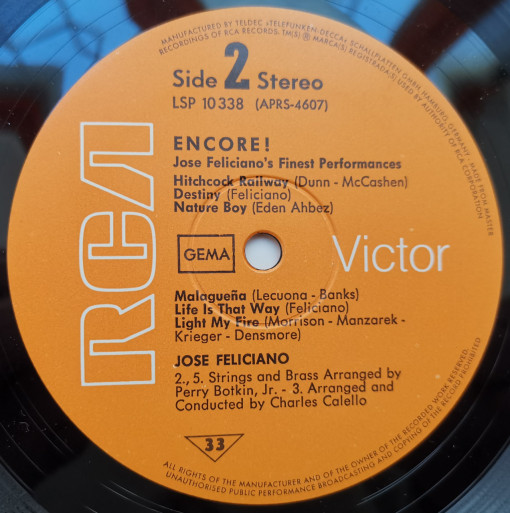 MANUFACTURED BY TELDEC »TELEFUNKEN-DECCA« SCHALLPLATTEN GMBH, HAMBURG, GERMANY. MADE FROM MASTER
RECORDINGS OF RCA RECORDS. TM(S) ® MARCA(S) REGISTRADA(S) USED BY AUTHORITY OF RCA CORPORATION
Side 2 Stereo
LSP 10 338 (APRS-4607)
ENCORE!
Jose Feliciano's Finest Performances
Hitchcock Railway (Dunn - McCashen)
Destiny (Feliciano)
Nature Boy (Eden Ahbez)
RCA
GEMA
Victor
Malagueña (Lecuona - Banks)
Life Is That Way (Feliciano)
Light My Fire (Morrison - Manzarek -
Krieger - Densmore)
JOSE FELICIANO
2., 5. Strings and Brass Arranged by
Perry Botkin, Jr. - 3. Arranged and
Conducted by Charles Calello
33
ALL RIGHTS OF THE MANUFACTURER AND OF THE OWNER OF THE RECORDED WORK RESERVED
UNAUTHORISED PUBLIC PERFORMANCE BROADCASTING AND COPYING OF THE RECORD PROHIBITED